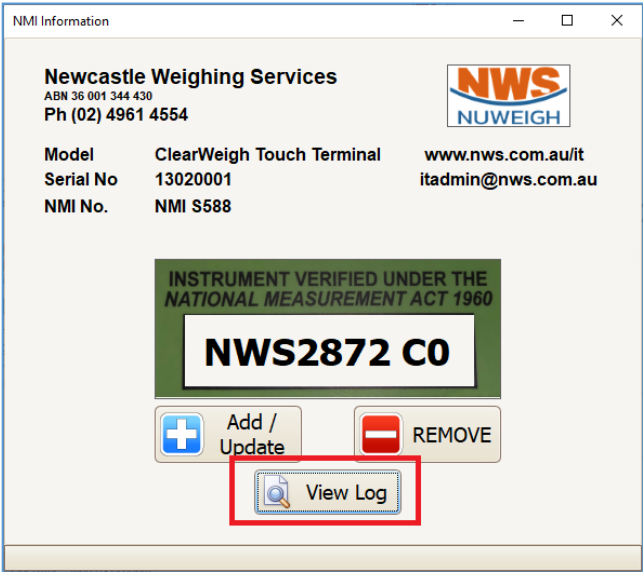 NMI Information
Newcastle Weighing Services
ABN 36 001 344 430
Ph (02) 4961 4554
NWS
NUWEIGH
Model ClearWeigh Touch Terminal www.nws.com.au/it
Serial No 13020001 itadmin@nws.com.au
NMI No. NMI S588
INSTRUMENT VERIFIED UNDER THE
NATIONAL MEASUREMENT ACT 1960
NWS2872 C0
Add /
Update
REMOVE
View Log